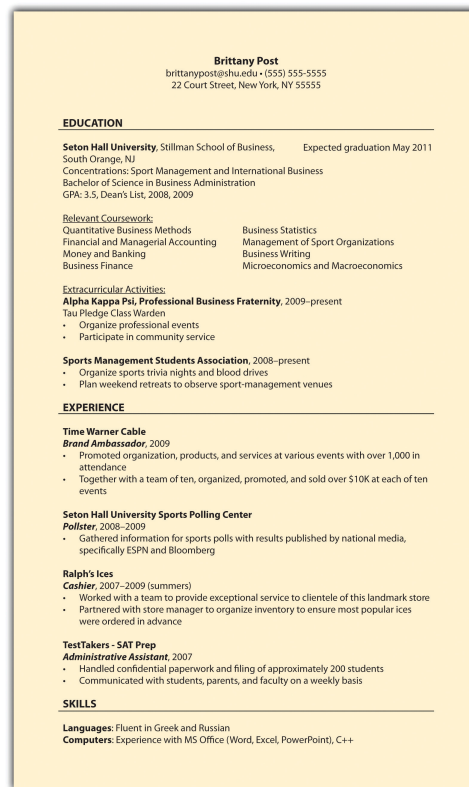 Brittany Post
brittanypost@shu.edu • (555) 555-5555
22 Court Street, New York, NY 55555
EDUCATION
Seton Hall University, Stillman School of Business, Expected graduation May 2011
South Orange, NJ
Concentrations: Sport Management and International Business
Bachelor of Science in Business Administration
GPA: 3.5, Dean's List, 2008, 2009
Relevant Coursework:
Quantitative Business Methods Business Statistics
Financial and Managerial Accounting Management of Sport Organizations
Money and Banking Business Writing
Business Finance Microeconomics and Macroeconomics
Extracurricular Activities:
Alpha Kappa Psi, Professional Business Fraternity, 2009–present
Tau Pledge Class Warden
• Organize professional events
• Participate in community service
Sports Management Students Association, 2008–present
• Organize sports trivia nights and blood drives
• Plan weekend retreats to observe sport-management venues
EXPERIENCE
Time Warner Cable
Brand Ambassador, 2009
• Promoted organization, products, and services at various events with over 1,000 in
attendance
• Together with a team of ten, organized, promoted, and sold over $10K at each of ten
events
Seton Hall University Sports Polling Center
Pollster, 2008–2009
• Gathered information for sports polls with results published by national media,
specifically ESPN and Bloomberg
Ralph's Ices
Cashier, 2007–2009 (summers)
• Worked with a team to provide exceptional service to clientele of this landmark store
• Partnered with store manager to organize inventory to ensure most popular ices
were ordered in advance
TestTakers - SAT Prep
Administrative Assistant, 2007
• Handled confidential paperwork and filing of approximately 200 students
• Communicated with students, parents, and faculty on a weekly basis
SKILLS
Languages: Fluent in Greek and Russian
Computers: Experience with MS Office (Word, Excel, PowerPoint), C++